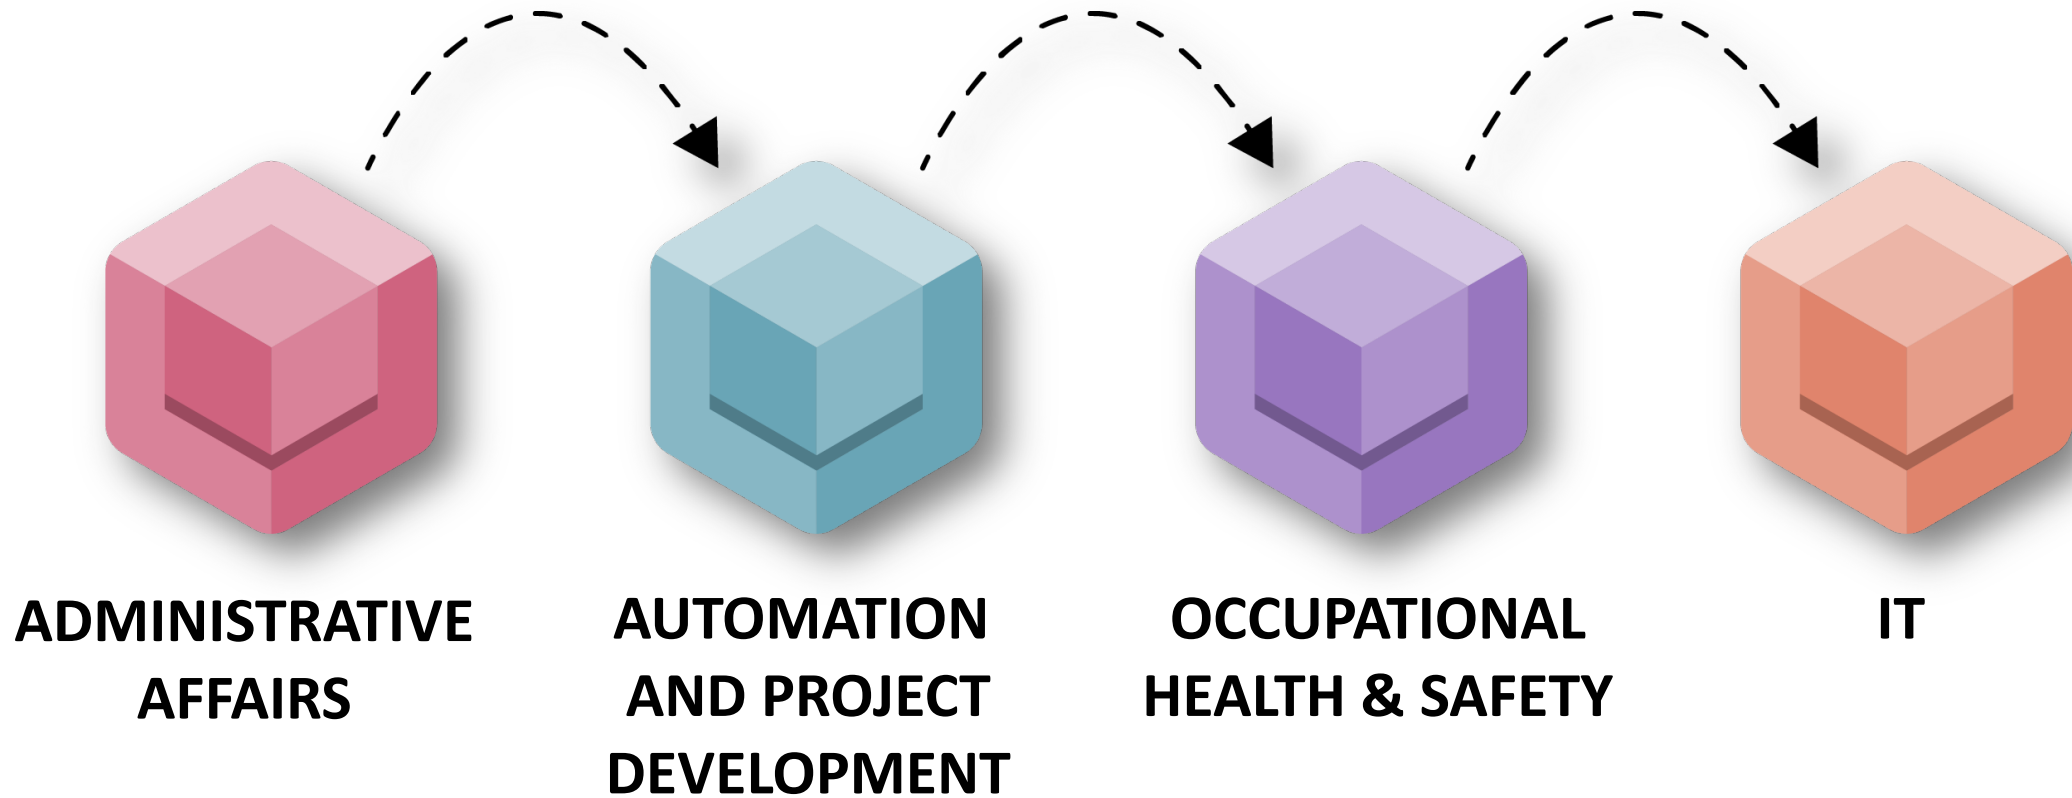 ADMINISTRATIVE
AFFAIRS
AUTOMATION
AND PROJECT
DEVELOPMENT
OCCUPATIONAL
HEALTH & SAFETY
IT